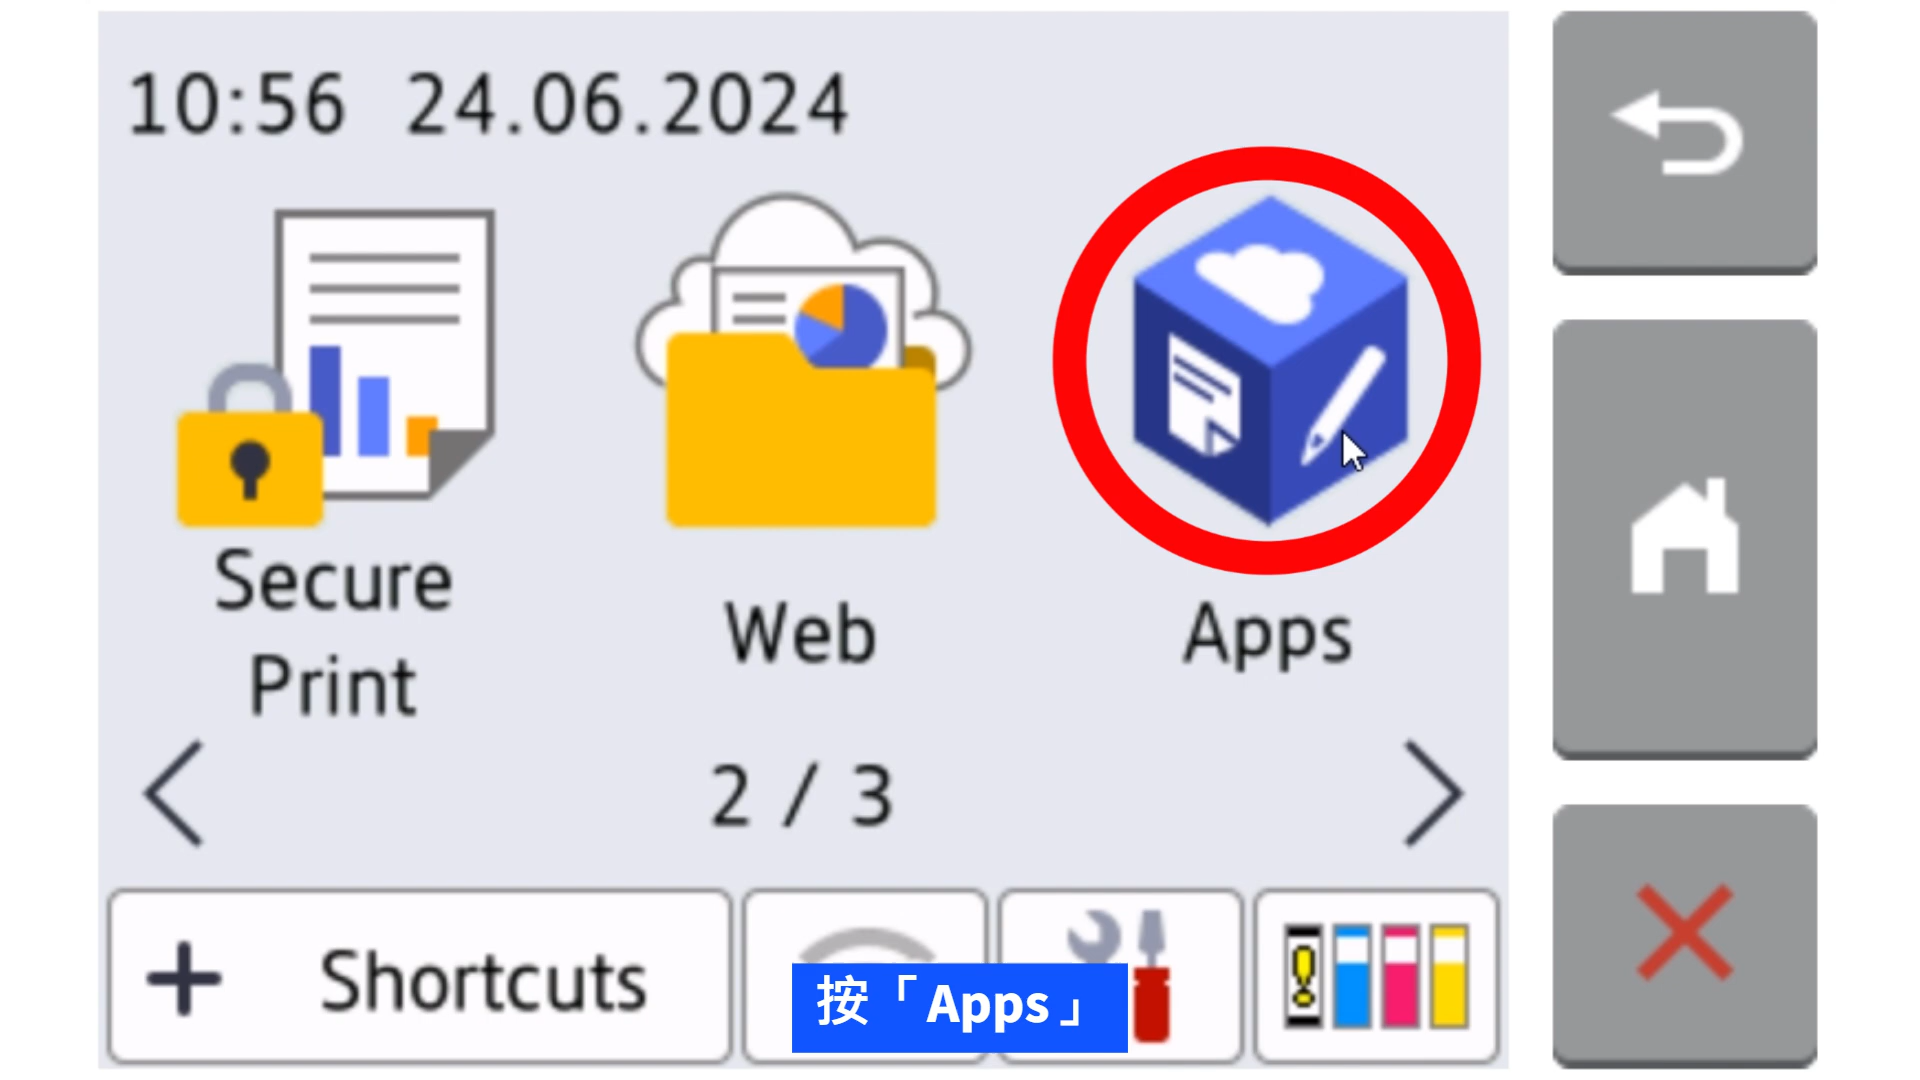 10:56 24.06.2024
Secure
Print
Web
Apps
2 / 3
Shortcuts
按「Apps」